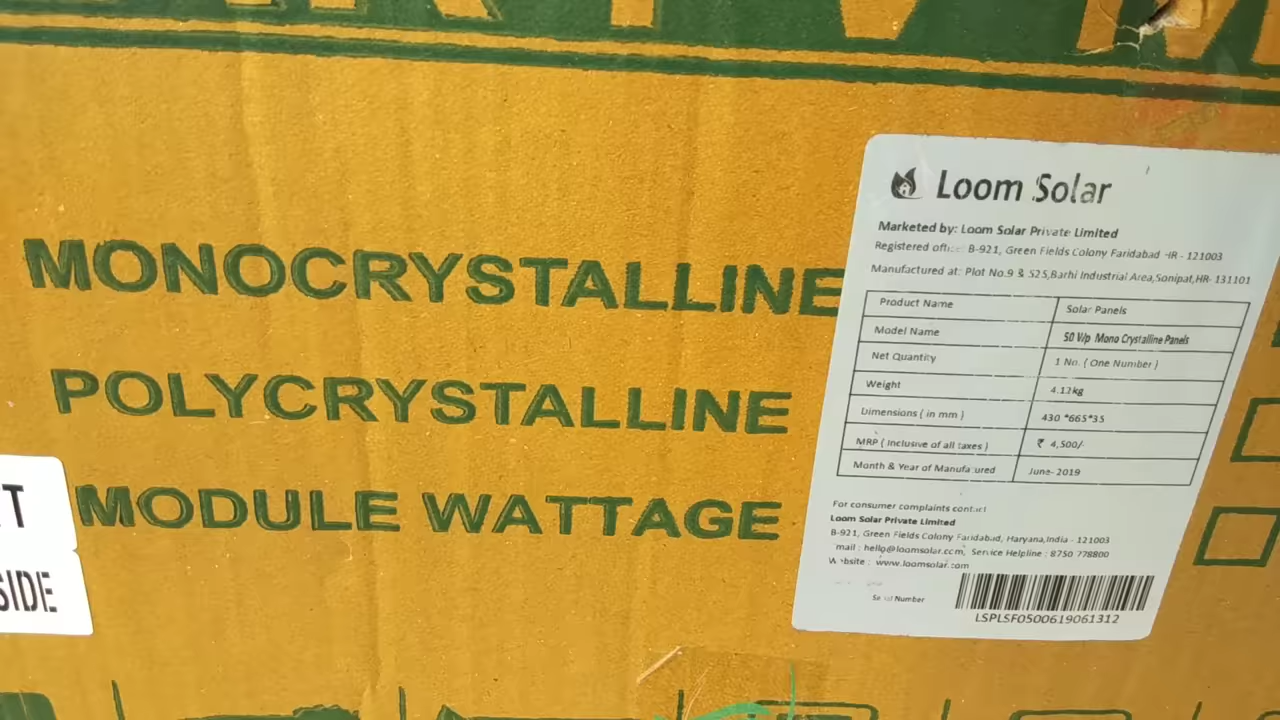 MONOCRYSTALLINE
POLYCRYSTALLINE
MODULE WATTAGE
T
SIDE
Loom Solar
Marketed by: Loom Solar Private Limited
Registered office: B-921, Green Fields Colony Faridabad HR - 121003
Manufactured at: Plot No.9 & 525,Barhi Industrial Area,Sonipat,HR- 131101
Product Name Solar Panels
Model Name 50 Wp Mono Crystalline Panels
Net Quantity 1 No. ( One Number )
Weight 4.12kg
Dimensions ( in mm ) 430 *665*35
MRP ( Inclusive of all taxes ) ₹ 4,500/-
Month & Year of Manufatured June- 2019
For consumer complaints contact
Loom Solar Private Limited
B-921, Green Fields Colony Faridabad, Haryana,India - 121003
mail : hello@loomsolar.com, Service Helpline : 8750 778800
Website : www.loomsolar.com
Serial Number
LSPLSF0500619061312